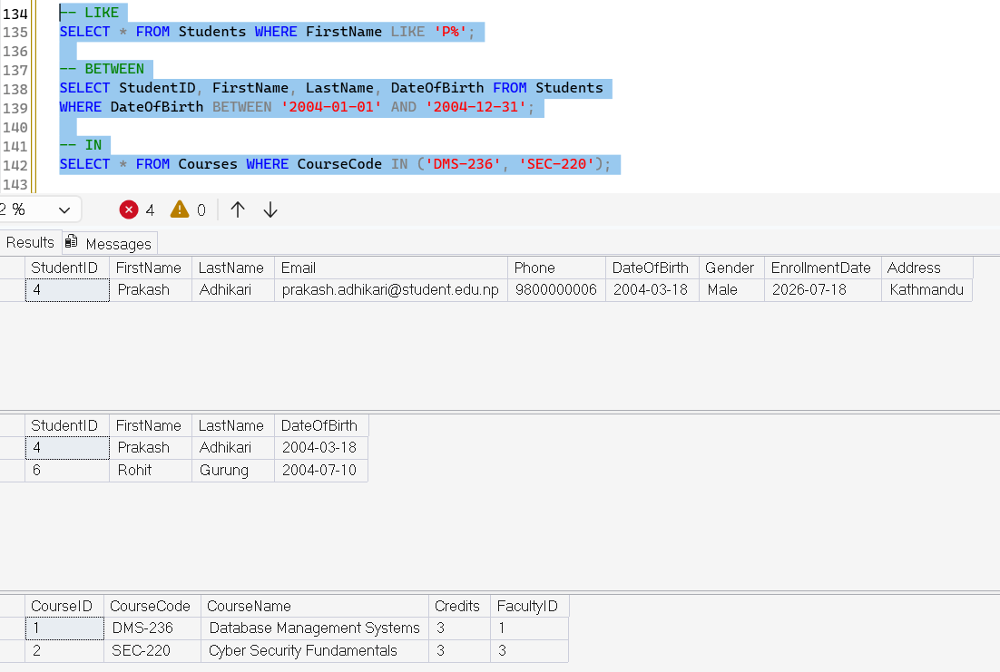 134 -- LIKE
135 SELECT * FROM Students WHERE FirstName LIKE 'P%';
136
137 -- BETWEEN
138 SELECT StudentID, FirstName, LastName, DateOfBirth FROM Students
139 WHERE DateOfBirth BETWEEN '2004-01-01' AND '2004-12-31';
140
141 -- IN
142 SELECT * FROM Courses WHERE CourseCode IN ('DMS-236', 'SEC-220');
143
2 % 4 0
Results Messages
StudentID FirstName LastName Email Phone DateOfBirth Gender EnrollmentDate Address
4 Prakash Adhikari prakash.adhikari@student.edu.np 9800000006 2004-03-18 Male 2026-07-18 Kathmandu
StudentID FirstName LastName DateOfBirth
4 Prakash Adhikari 2004-03-18
6 Rohit Gurung 2004-07-10
CourseID CourseCode CourseName Credits FacultyID
1 DMS-236 Database Management Systems 3 1
2 SEC-220 Cyber Security Fundamentals 3 3